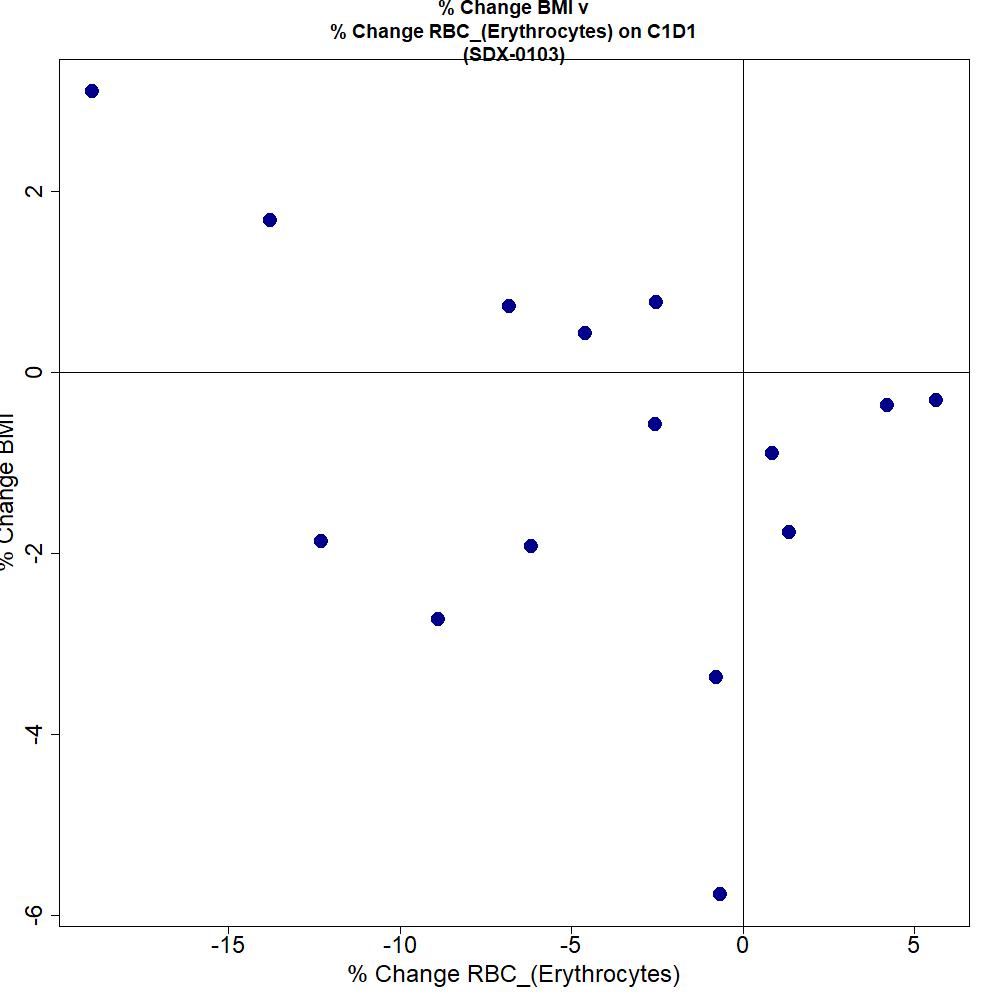 % Change BMI v
% Change RBC_(Erythrocytes) on C1D1
(SDX-0103)
% Change BMI
2
0
-2
-4
-6
-15
-10
-5
0
5
% Change RBC_(Erythrocytes)